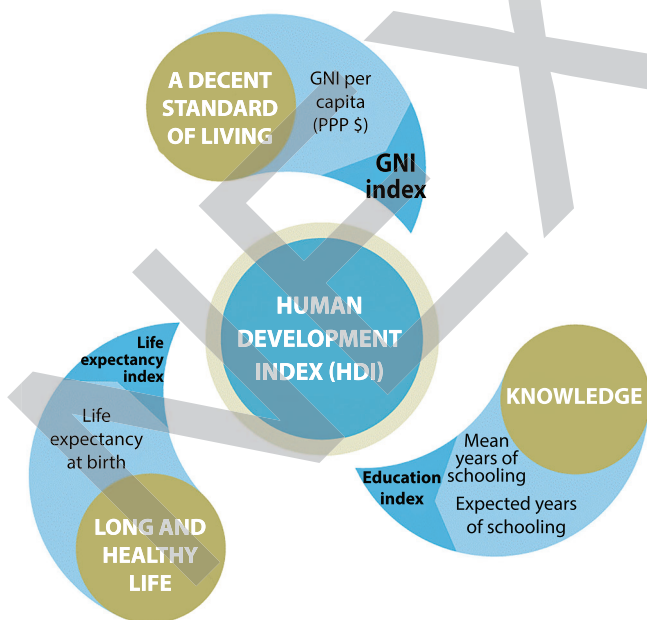 A DECENT
STANDARD
OF LIVING
GNI per
capita
(PPP $)
GNI
index
HUMAN
DEVELOPMENT
INDEX (HDI)
Life
expectancy
index
Life
expectancy
at birth
LONG AND
HEALTHY
LIFE
KNOWLEDGE
Mean
years of
schooling
Expected years
of schooling
Education
index